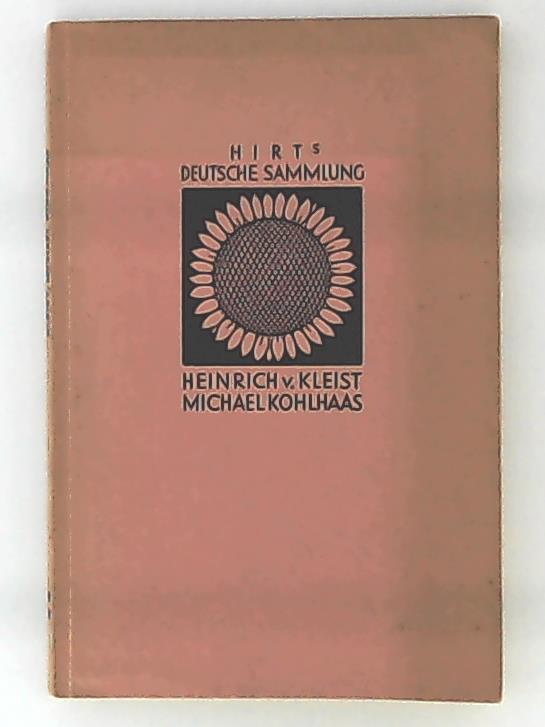 HIRTS
DEUTSCHE SAMMLUNG
HEINRICH v. KLEIST
MICHAEL KOHLHAAS